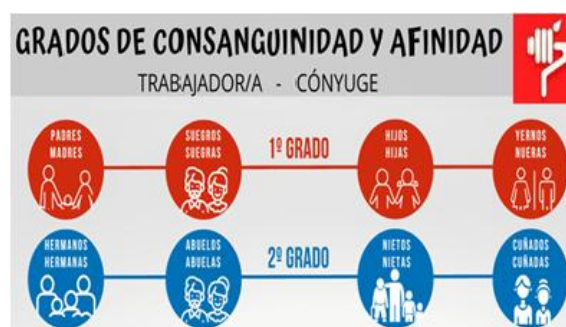 GRADOS DE CONSANGUINIDAD Y AFINIDAD
TRABAJADOR/A - CÓNYUGE
PADRES
MADRES
SUEGROS
SUEGRAS
1º GRADO
HIJOS
HIJAS
YERNOS
NUERAS
HERMANOS
HERMANAS
ABUELOS
ABUELAS
2º GRADO
NIETOS
NIETAS
CUÑADOS
CUÑADAS